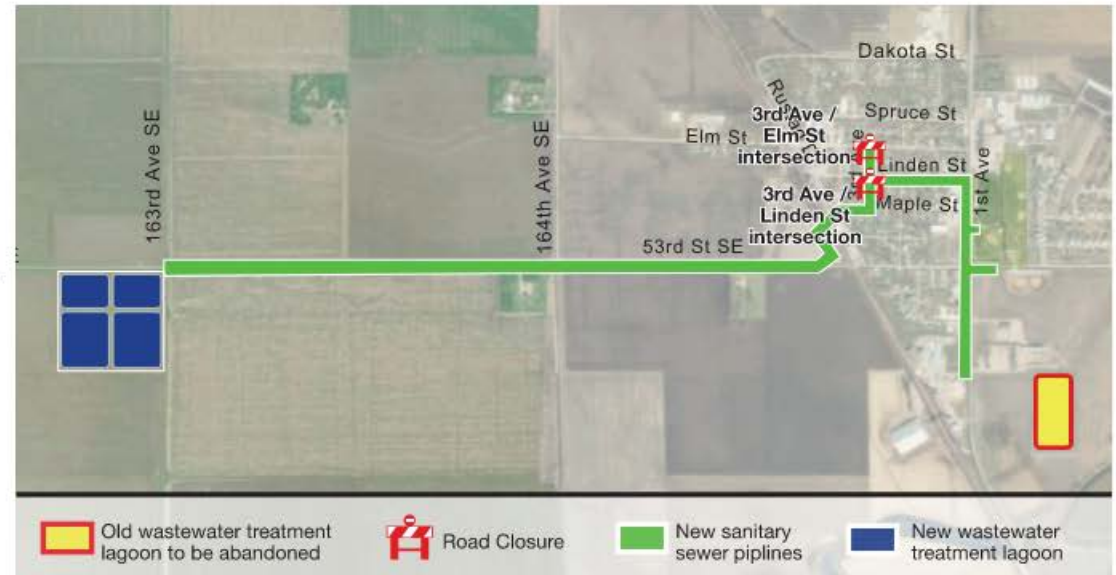 Dakota St
Spruce St
3rd Ave /
Elm St
intersection
Elm St
Linden St
3rd Ave /
Linden St
intersection
Maple St
1st Ave
163rd Ave SE
164th Ave SE
53rd St SE
Old wastewater treatment
lagoon to be abandoned
Road Closure
New sanitary
sewer piplines
New wastewater
treatment lagoon